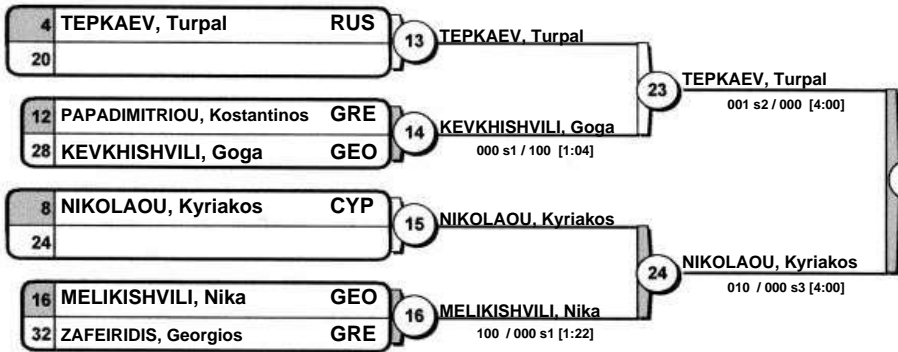 4 TEPKAEV, Turpal RUS
20
13
TEPKAEV, Turpal
12 PAPADIMITRIOU, Kostantinos GRE
28 KEVKHISHVILI, Goga GEO
14
KEVKHISHVILI, Goga
000 s1 / 100 [1:04]
23
TEPKAEV, Turpal
001 s2 / 000 [4:00]
8 NIKOLAOU, Kyriakos CYP
24
15
NIKOLAOU, Kyriakos
16 MELIKISHVILI, Nika GEO
32 ZAFEIRIDIS, Georgios GRE
16
MELIKISHVILI, Nika
100 / 000 s1 [1:22]
24
NIKOLAOU, Kyriakos
010 / 000 s3 [4:00]